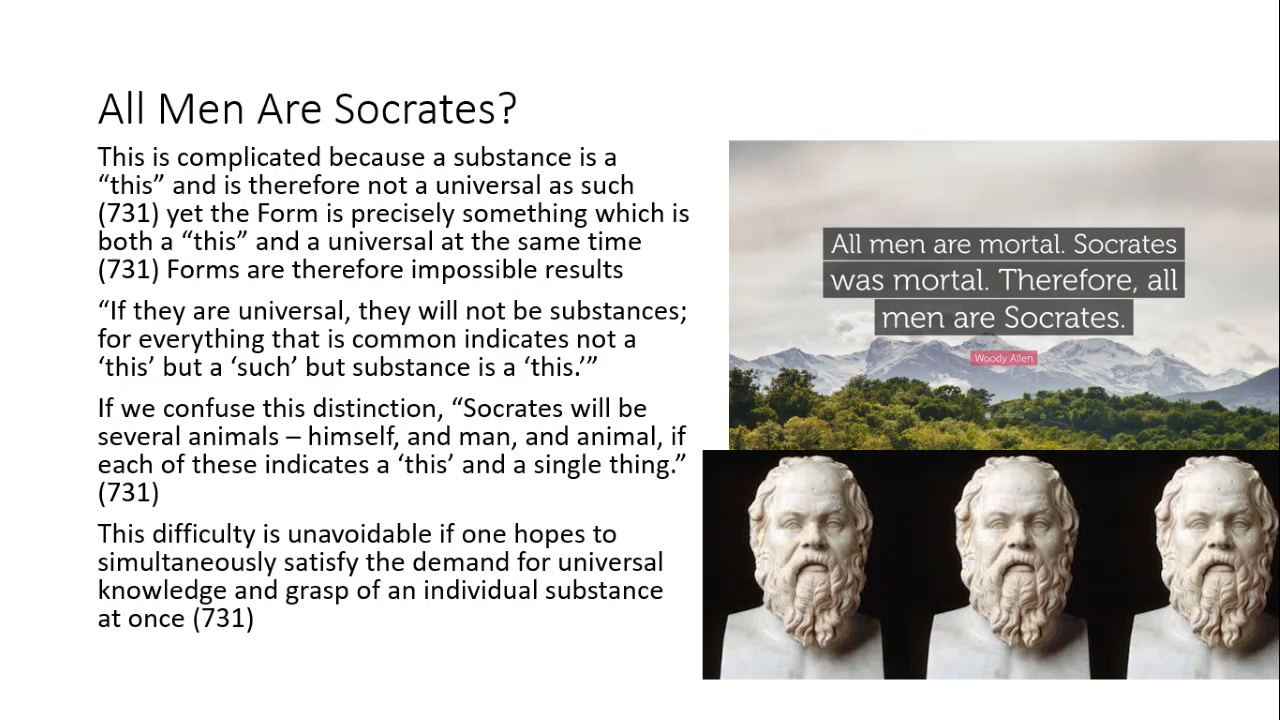 All Men Are Socrates?
This is complicated because a substance is a
“this” and is therefore not a universal as such
(731) yet the Form is precisely something which is
both a “this” and a universal at the same time
(731) Forms are therefore impossible results
“If they are universal, they will not be substances;
for everything that is common indicates not a
‘this’ but a ‘such’ but substance is a ‘this.’”
If we confuse this distinction, “Socrates will be
several animals – himself, and man, and animal, if
each of these indicates a ‘this’ and a single thing.”
(731)
This difficulty is unavoidable if one hopes to
simultaneously satisfy the demand for universal
knowledge and grasp of an individual substance
at once (731)
All men are mortal. Socrates
was mortal. Therefore, all
men are Socrates.
Woody Allen